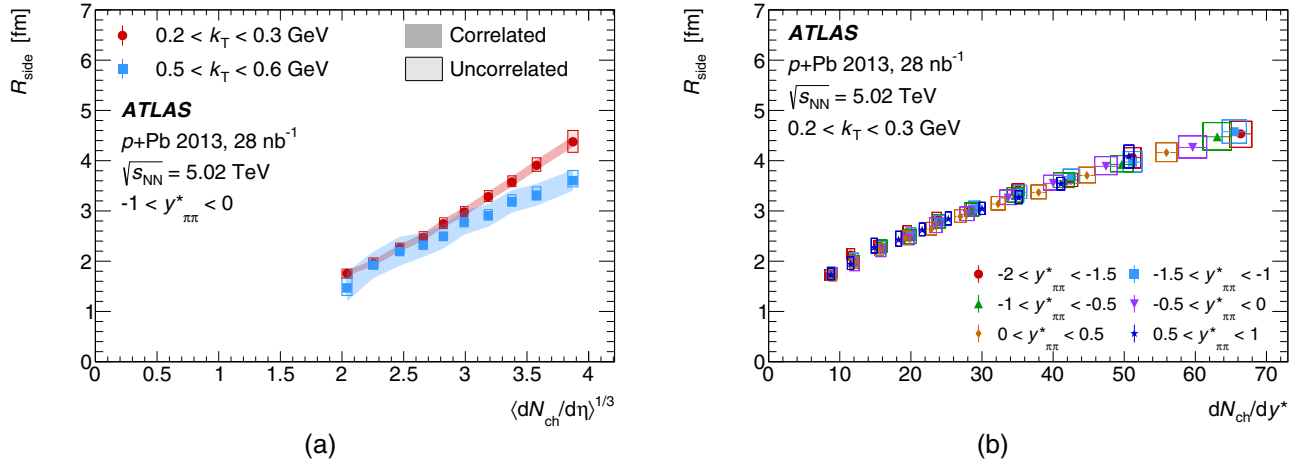 R_side [fm]
7
6
5
4
3
2
1
0
0.2 < k_T < 0.3 GeV
0.5 < k_T < 0.6 GeV
Correlated
Uncorrelated
ATLAS
p+Pb 2013, 28 nb⁻¹
√s_NN = 5.02 TeV
-1 < y*_ππ < 0
0 0.5 1 1.5 2 2.5 3 3.5 4
⟨dN_ch/dη⟩^1/3
(a)
R_side [fm]
7
6
5
4
3
2
1
0
ATLAS
p+Pb 2013, 28 nb⁻¹
√s_NN = 5.02 TeV
0.2 < k_T < 0.3 GeV
-2 < y*_ππ < -1.5
-1.5 < y*_ππ < -1
-1 < y*_ππ < -0.5
-0.5 < y*_ππ < 0
0 < y*_ππ < 0.5
0.5 < y*_ππ < 1
0 10 20 30 40 50 60 70
dN_ch/dy*
(b)